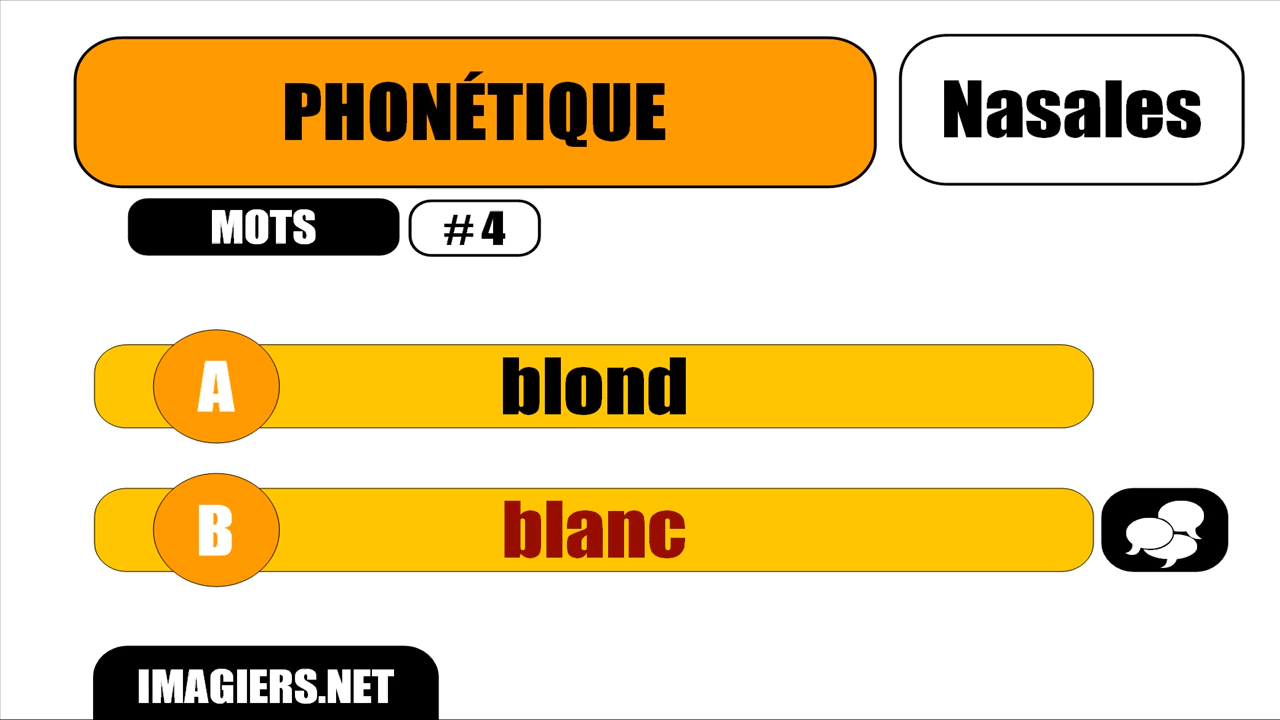 PHONÉTIQUE
Nasales
MOTS
#4
A
blond
B
blanc
IMAGIERS.NET